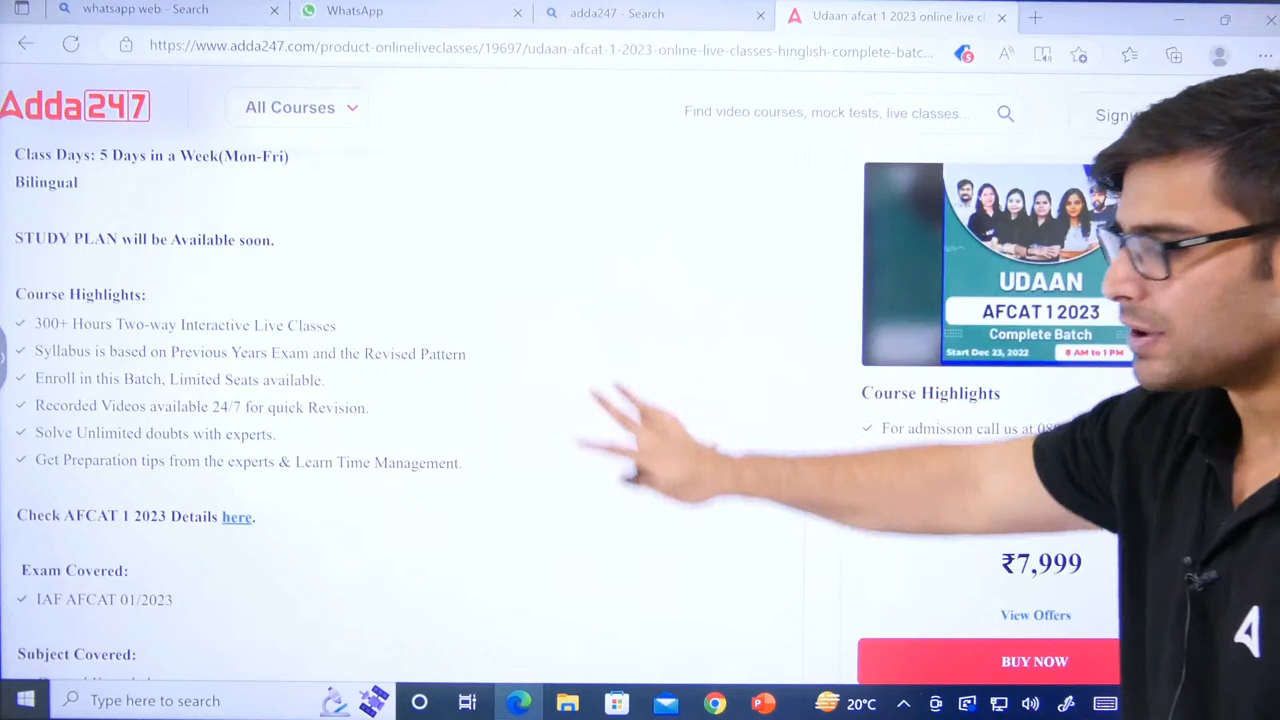 whatsapp web - Search
WhatsApp
adda247 - Search
Udaan afcat 1 2023 online live cl
https://www.adda247.com/product-onlineliveclasses/19697/udaan-afcat-1-2023-online-live-classes-hinglish-complete-batc...
5
Adda247
All Courses
Find video courses, mock tests, live classes...
Class Days: 5 Days in a Week(Mon-Fri)
Bilingual
STUDY PLAN will be Available soon.
Course Highlights:
✓ 300+ Hours Two-way Interactive Live Classes
✓ Syllabus is based on Previous Years Exam and the Revised Pattern
✓ Enroll in this Batch, Limited Seats available.
✓ Recorded Videos available 24/7 for quick Revision.
✓ Solve Unlimited doubts with experts.
✓ Get Preparation tips from the experts & Learn Time Management.
Check AFCAT 1 2023 Details here.
Exam Covered:
✓ IAF AFCAT 01/2023
Subject Covered:
UDAAN
AFCAT 1 2023
Complete Batch
Start Dec 23, 2022
8 AM to 1 PM
Course Highlights
✓ For admission call us at
₹7,999
View Offers
BUY NOW
Type here to search
20°C